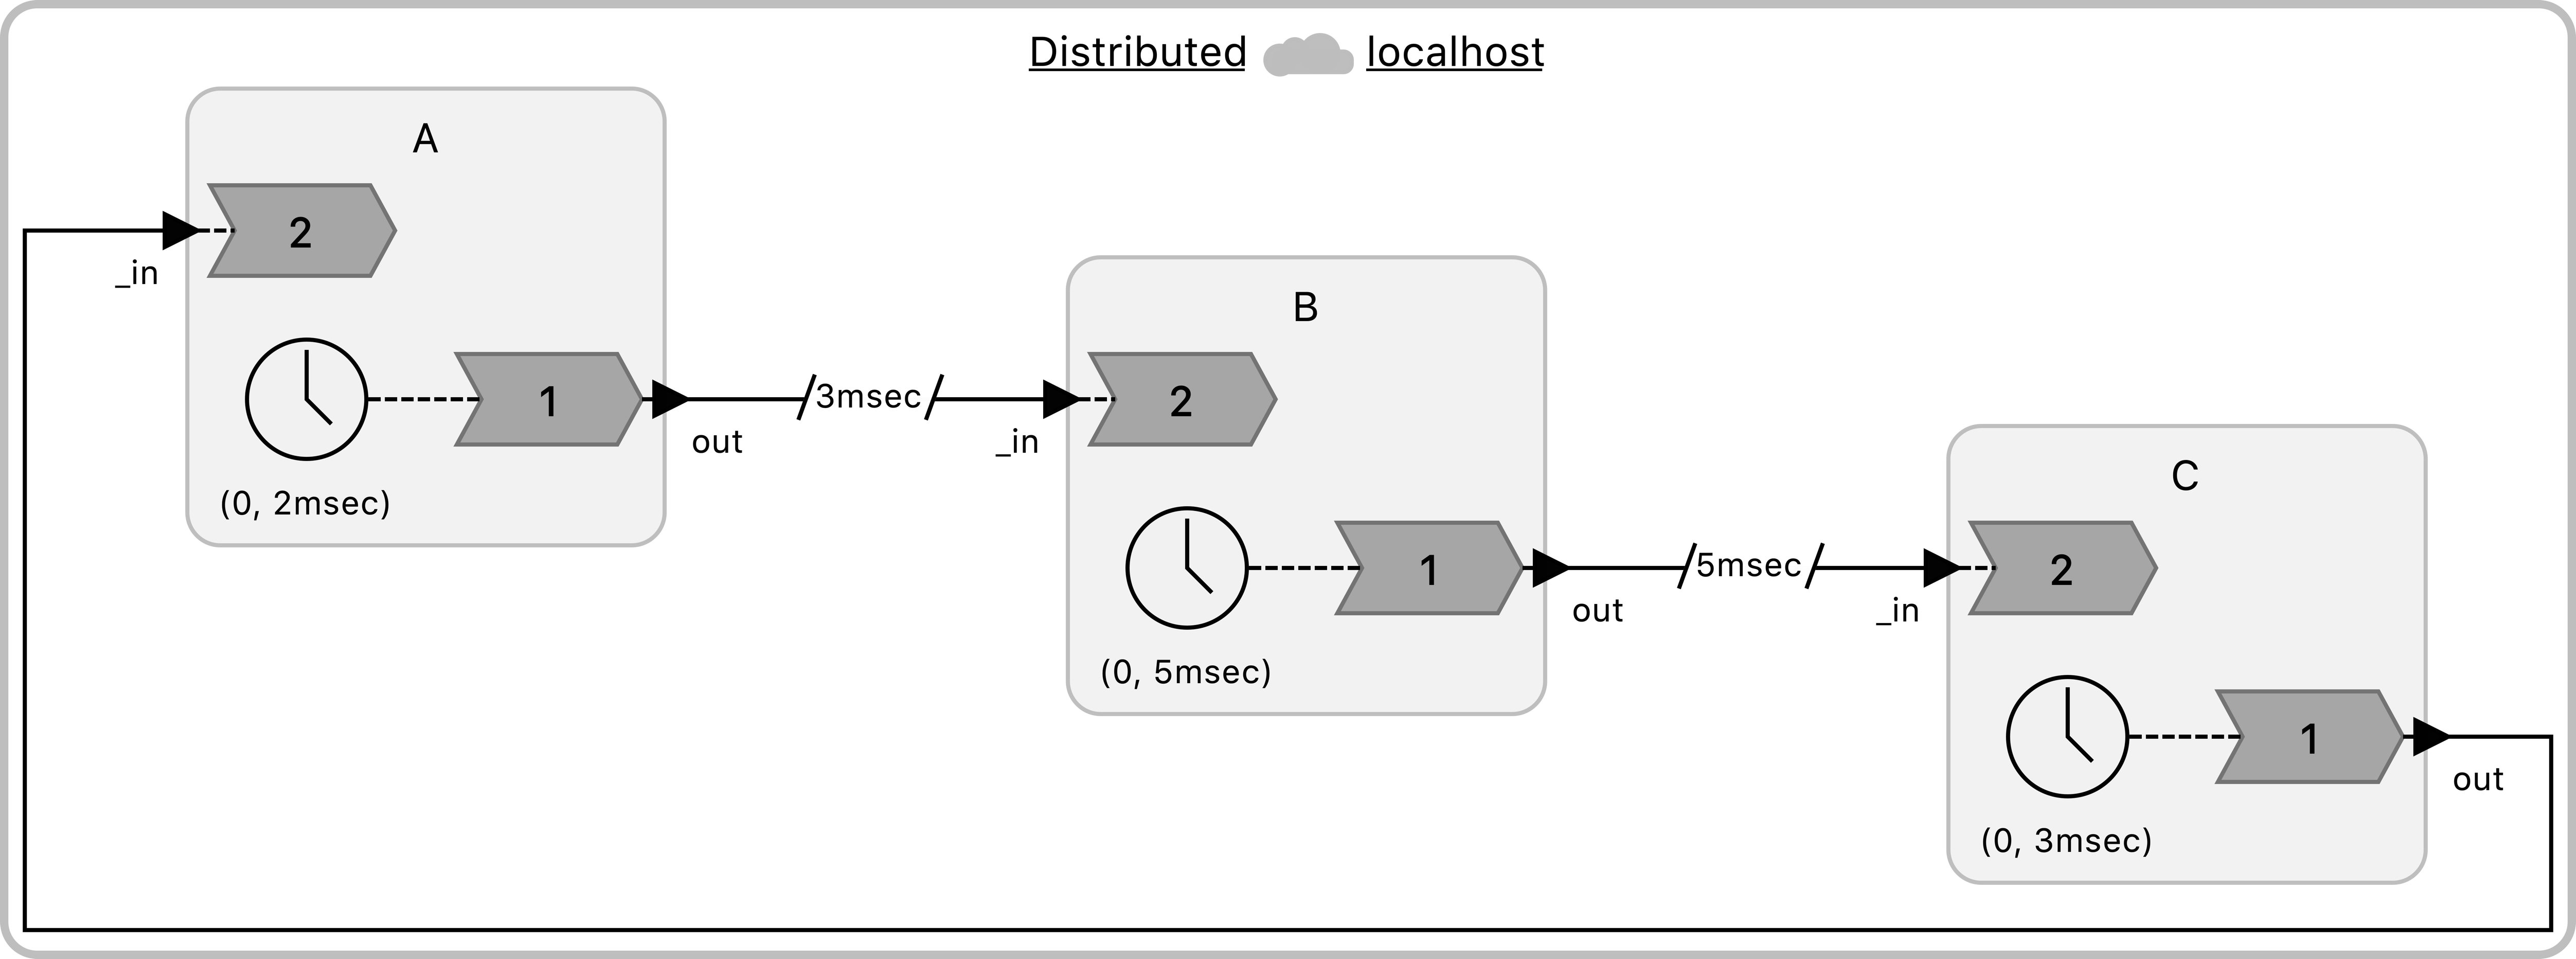 Distributed localhost
A
2
_in
1
out
(0, 2msec)
3msec
B
2
_in
1
out
(0, 5msec)
5msec
C
2
_in
1
out
(0, 3msec)